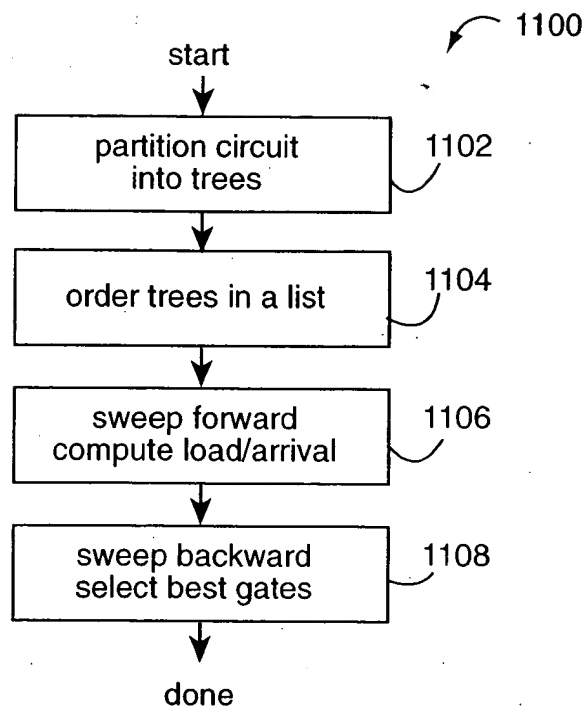 1100
start
partition circuit
into trees
1102
order trees in a list
1104
sweep forward
compute load/arrival
1106
sweep backward
select best gates
1108
done